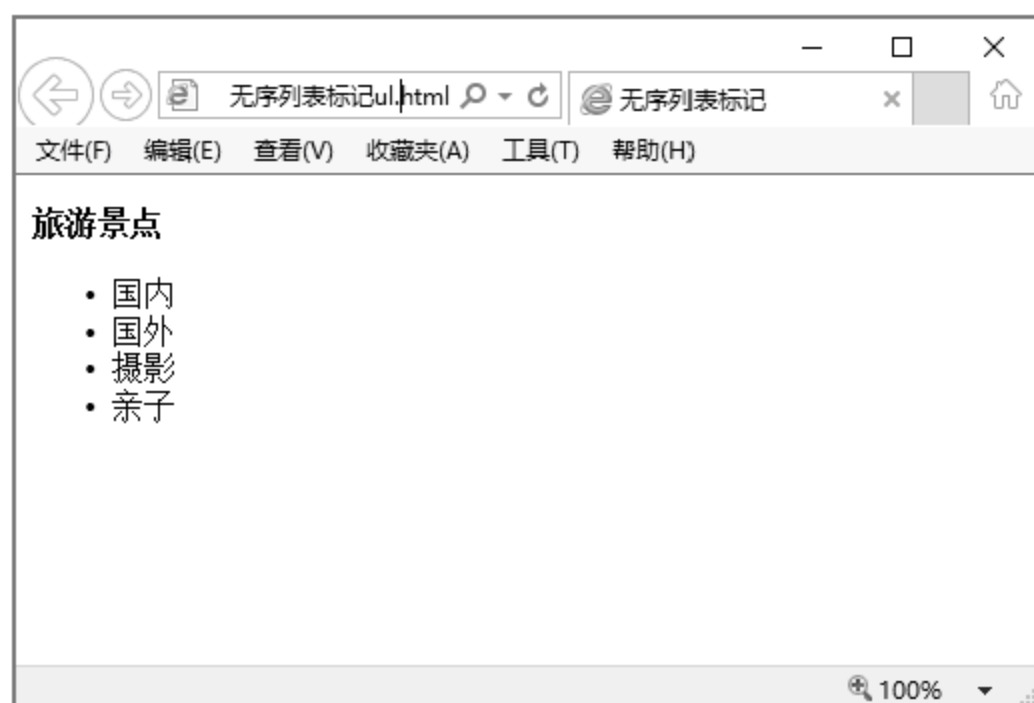 无序列表标记ul.html 无序列表标记
文件(F) 编辑(E) 查看(V) 收藏夹(A) 工具(T) 帮助(H)
旅游景点
• 国内
• 国外
• 摄影
• 亲子
100%